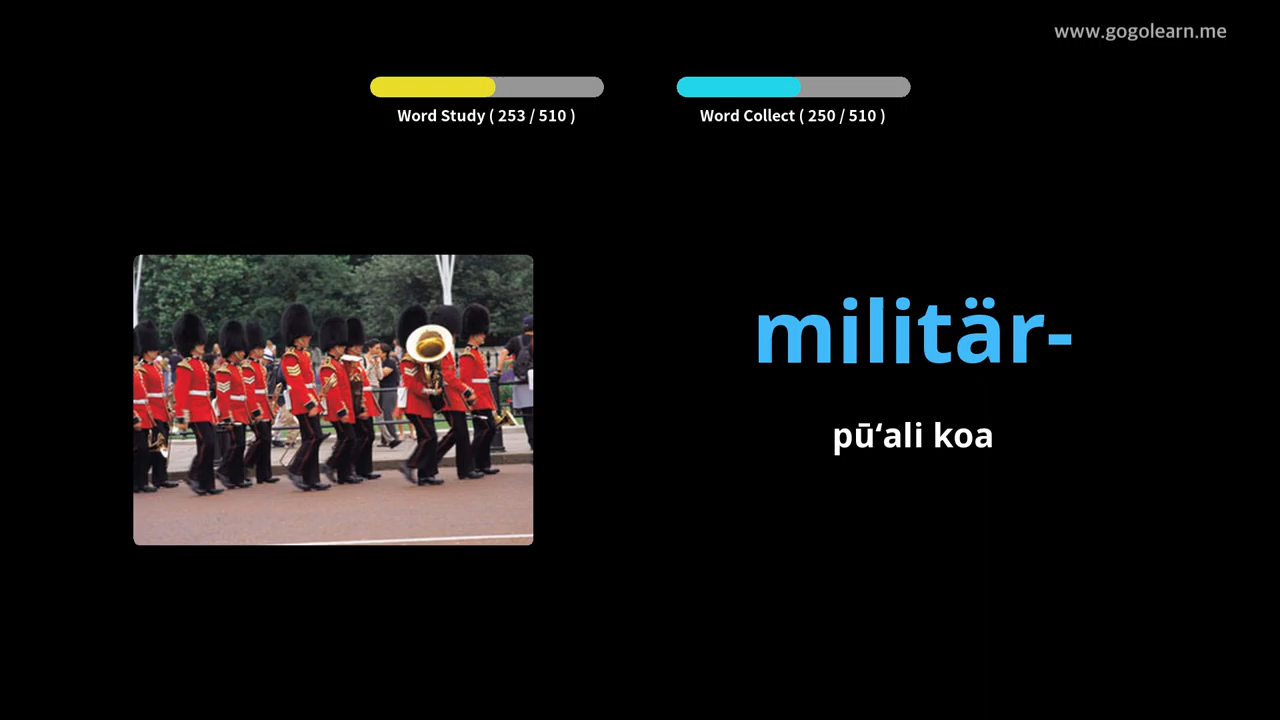 www.gogolearn.me
Word Study ( 253 / 510 )
Word Collect ( 250 / 510 )
militär-
pūʻali koa